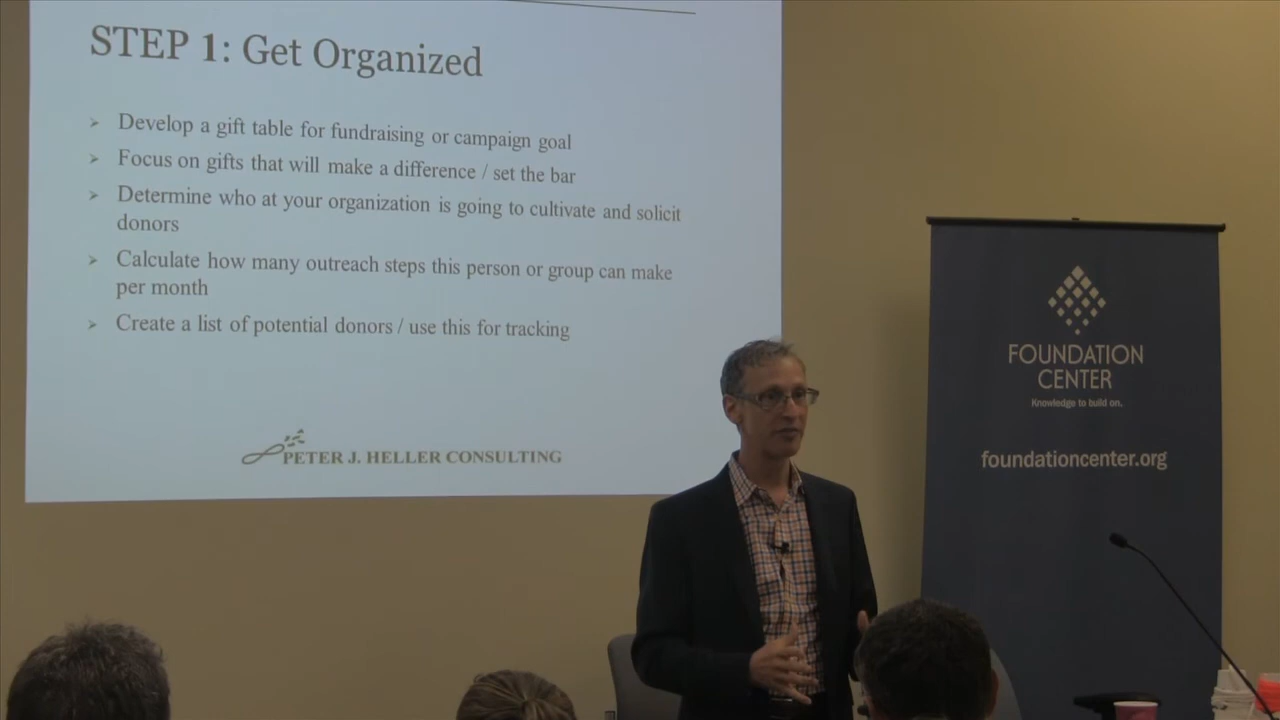 STEP 1: Get Organized
➢ Develop a gift table for fundraising or campaign goal
➢ Focus on gifts that will make a difference / set the bar
➢ Determine who at your organization is going to cultivate and solicit
donors
➢ Calculate how many outreach steps this person or group can make
per month
➢ Create a list of potential donors / use this for tracking
PETER J. HELLER CONSULTING
FOUNDATION
CENTER
Knowledge to build on.
foundationcenter.org